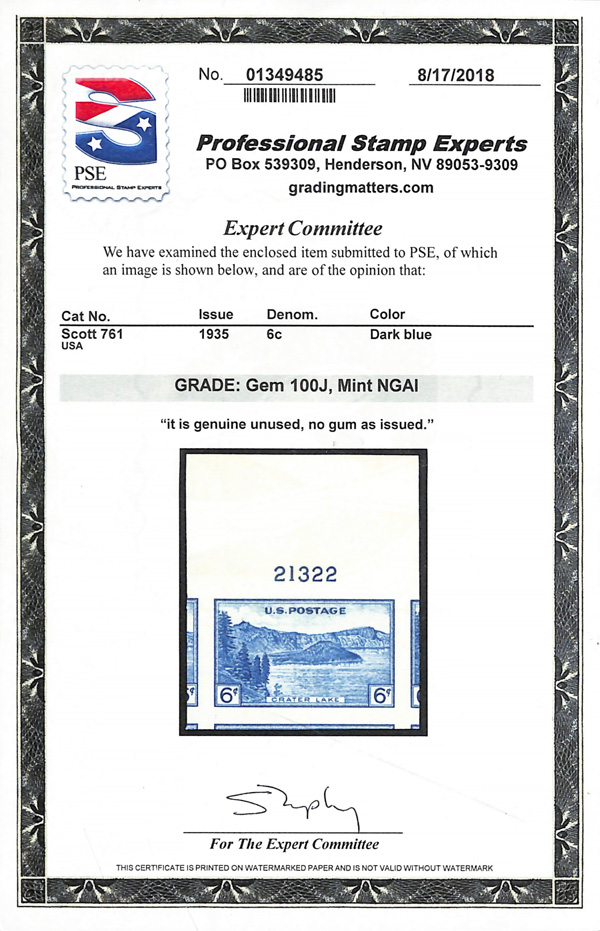 No. 01349485 8/17/2018
PSE
PROFESSIONAL STAMP EXPERTS
Professional Stamp Experts
PO Box 539309, Henderson, NV 89053-9309
gradingmatters.com
Expert Committee
We have examined the enclosed item submitted to PSE, of which
an image is shown below, and are of the opinion that:
Cat No. Issue Denom. Color
Scott 761 1935 6c Dark blue
USA
GRADE: Gem 100J, Mint NGAI
“it is genuine unused, no gum as issued.”
21322
U.S. POSTAGE
6¢ CRATER LAKE 6¢
For The Expert Committee
THIS CERTIFICATE IS PRINTED ON WATERMARKED PAPER AND IS NOT VALID WITHOUT WATERMARK